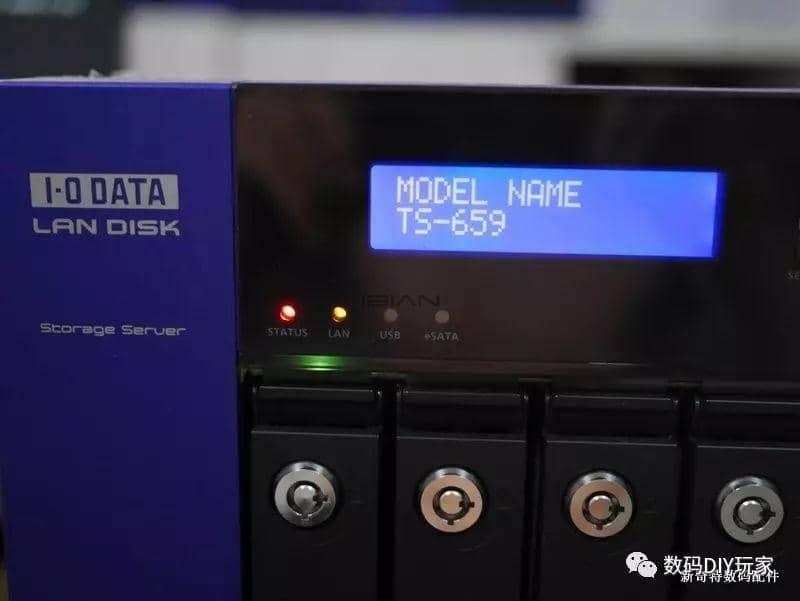 I-O DATA
LAN DISK
Storage Server
MODEL NAME
TS-659
STATUS
LAN
USB
eSATA
数码DIY玩家
新奇特数码配件